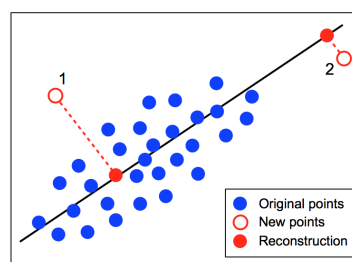 1
2
Original points
New points
Reconstruction